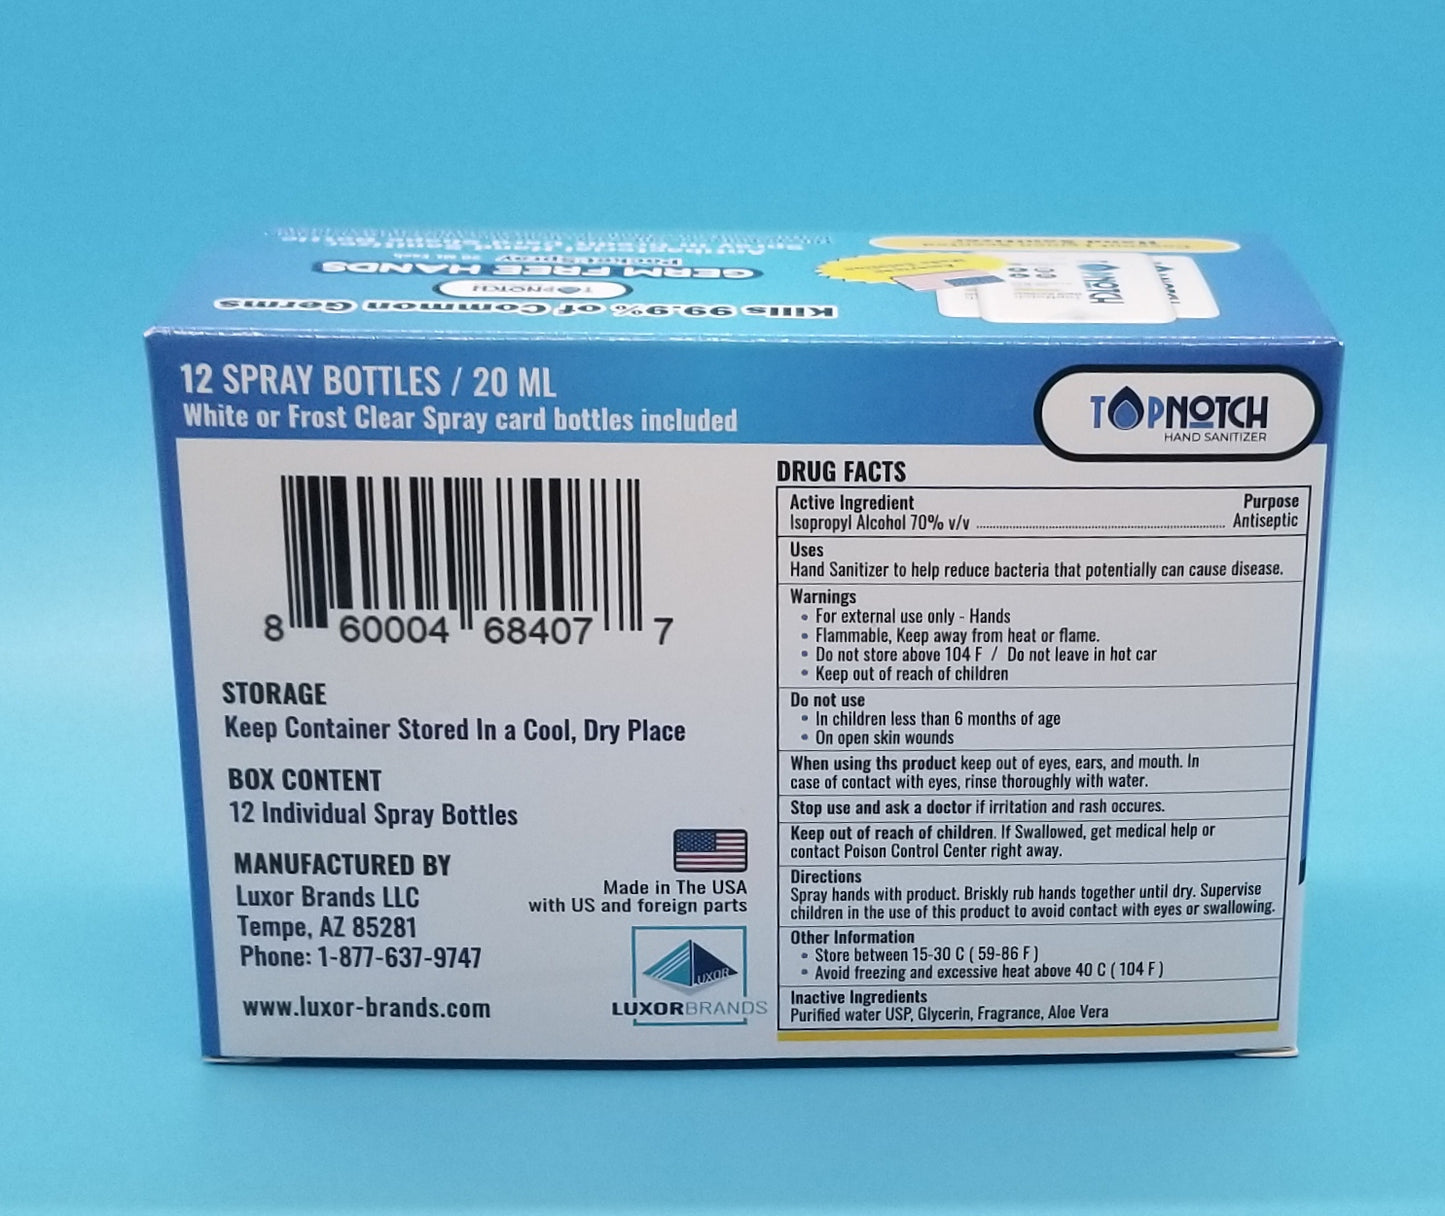 Kills 99.9% of Common Germs
TOPNOTCH
GERM FREE HANDS
Hand Sanitizer
12 SPRAY BOTTLES / 20 ML
White or Frost Clear Spray card bottles included
TOPNOTCH
HAND SANITIZER
8 60004 68407 7
STORAGE
Keep Container Stored In a Cool, Dry Place
BOX CONTENT
12 Individual Spray Bottles
MANUFACTURED BY
Luxor Brands LLC
Tempe, AZ 85281
Phone: 1-877-637-9747
www.luxor-brands.com
Made in The USA
with US and foreign parts
LUXOR
LUXORBRANDS
DRUG FACTS
Active Ingredient Purpose
Isopropyl Alcohol 70% v/v ........ Antiseptic
Uses
Hand Sanitizer to help reduce bacteria that potentially can cause disease.
Warnings
• For external use only - Hands
• Flammable, Keep away from heat or flame.
• Do not store above 104 F / Do not leave in hot car
• Keep out of reach of children
Do not use
• In children less than 6 months of age
• On open skin wounds
When using ths product keep out of eyes, ears, and mouth. In
case of contact with eyes, rinse thoroughly with water.
Stop use and ask a doctor if irritation and rash occures.
Keep out of reach of children. If Swallowed, get medical help or
contact Poison Control Center right away.
Directions
Spray hands with product. Briskly rub hands together until dry. Supervise
children in the use of this product to avoid contact with eyes or swallowing.
Other Information
• Store between 15-30 C ( 59-86 F )
• Avoid freezing and excessive heat above 40 C ( 104 F )
Inactive Ingredients
Purified water USP, Glycerin, Fragrance, Aloe Vera